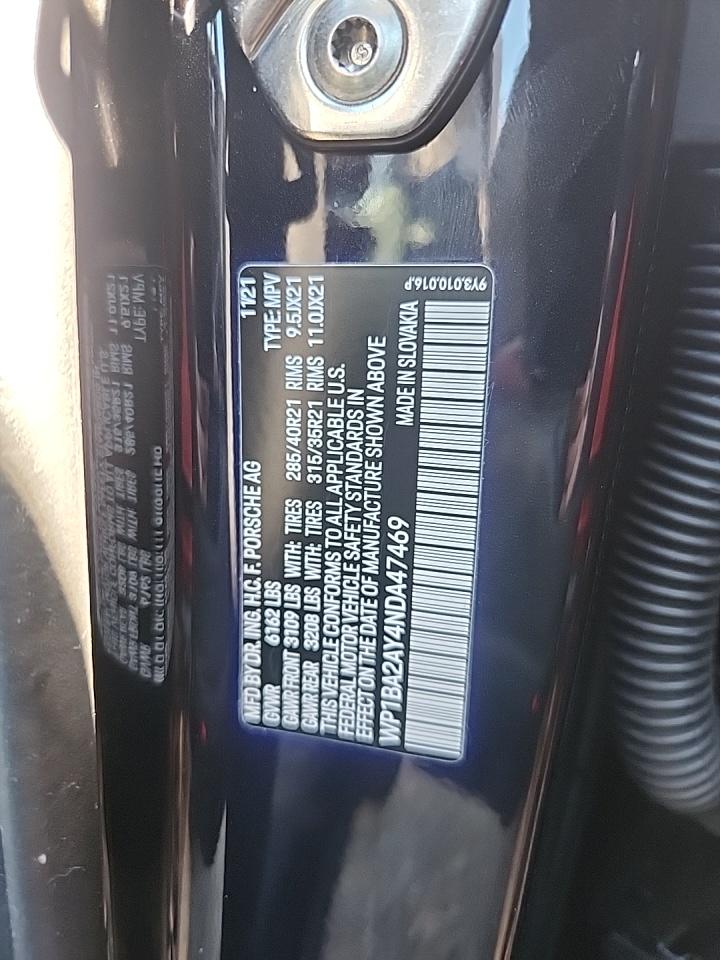 MFD BY DR. ING. H.C. F. PORSCHE AG 11/21
GVWR 6162 LBS TYPE: MPV
GAWR FRONT 3109 LBS WITH: TIRES 285/40R21 RIMS 9.5JX21
GAWR REAR 3208 LBS WITH: TIRES 315/35R21 RIMS 11.0JX21
THIS VEHICLE CONFORMS TO ALL APPLICABLE U.S.
FEDERAL MOTOR VEHICLE SAFETY STANDARDS IN
EFFECT ON THE DATE OF MANUFACTURE SHOWN ABOVE
WP1BA2AY4NDA47469 MADE IN SLOVAKIA
9Y3.010.016.P